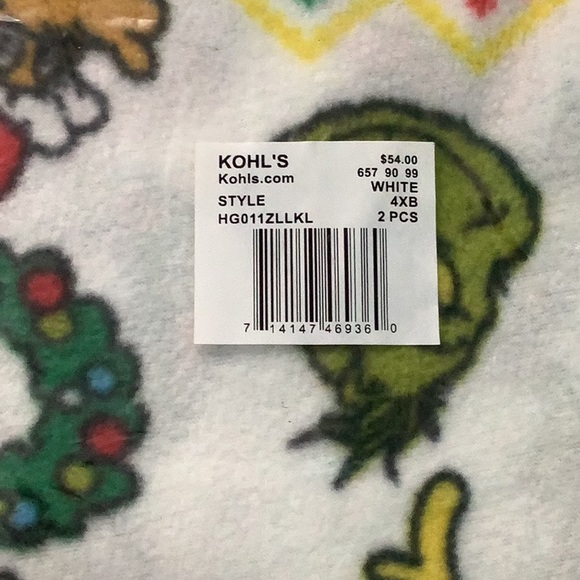 KOHL'S $54.00
Kohls.com 657 90 99
WHITE
STYLE 4XB
HG011ZLLKL 2 PCS
7 14147 46936 0